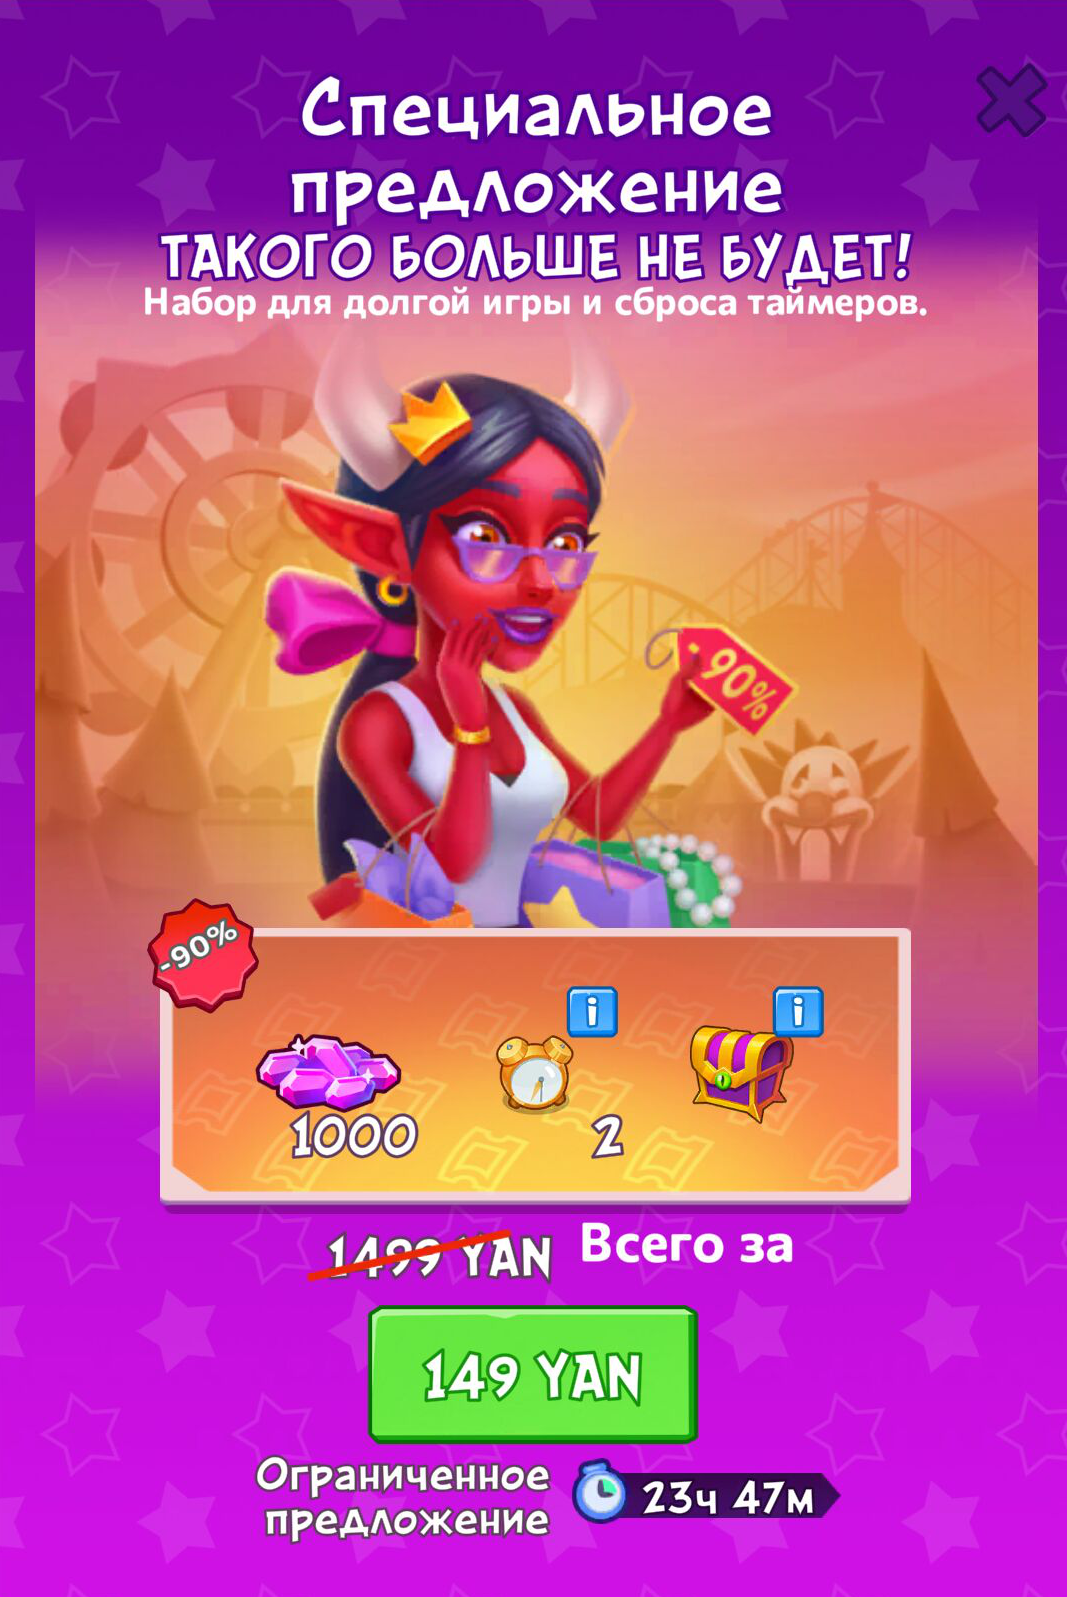 Специальное
предложение
ТАКОГО БОЛЬШЕ НЕ БУДЕТ!
Набор для долгой игры и сброса таймеров.
- 90%
-90%
i
i
1000
2
1499 YAN Всего за
149 YAN
Ограниченное
предложение
23ч 47м